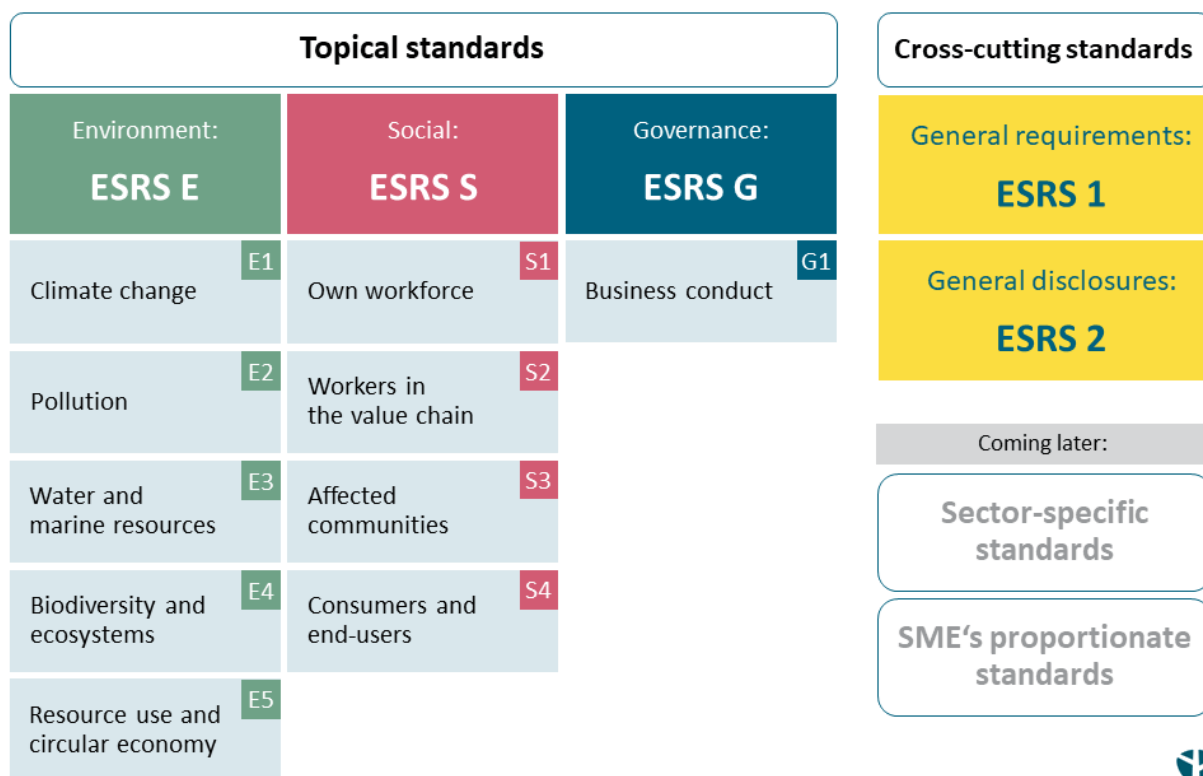 Topical standards
Environment:
ESRS E
E1
Climate change
E2
Pollution
E3
Water and
marine resources
E4
Biodiversity and
ecosystems
E5
Resource use and
circular economy
Social:
ESRS S
S1
Own workforce
S2
Workers in
the value chain
S3
Affected
communities
S4
Consumers and
end-users
Governance:
ESRS G
G1
Business conduct
Cross-cutting standards
General requirements:
ESRS 1
General disclosures:
ESRS 2
Coming later:
Sector-specific
standards
SME‘s proportionate
standards